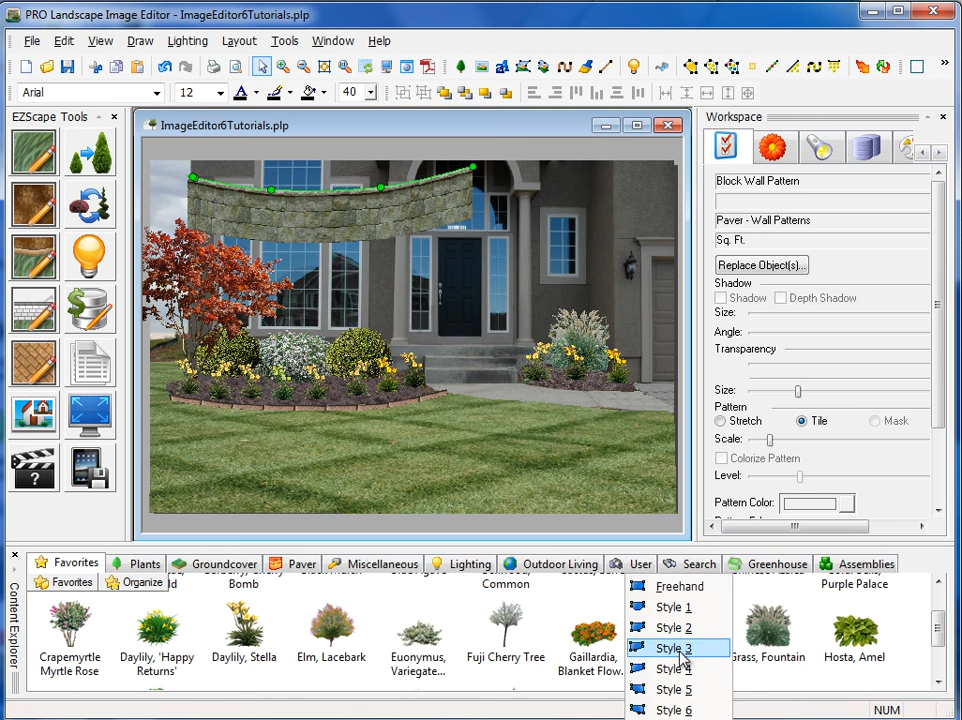 PRO Landscape Image Editor - ImageEditor6Tutorials.plp
File Edit View Draw Lighting Layout Tools Window Help
Arial 12 40
EZScape Tools
ImageEditor6Tutorials.plp
Workspace
Block Wall Pattern
Paver - Wall Patterns
Sq. Ft.
Replace Object(s)...
Shadow
Shadow Depth Shadow
Size:
Angle:
Transparency
Size:
Pattern
Stretch Tile Mask
Scale:
Colorize Pattern
Level:
Pattern Color:
Content Explorer
Favorites Plants Groundcover Paver Miscellaneous Lighting Outdoor Living User Search Greenhouse Assemblies
Favorites Organize
Odd/
Bomb
Common
Purple Palace
Freehand
Style 1
Style 2
Style 3
Style 4
Style 5
Style 6
Crapemyrtle
Myrtle Rose
Daylily, 'Happy
Returns'
Daylily, Stella
Elm, Lacebark
Euonymus,
Variegate...
Fuji Cherry Tree
Gaillardia,
Blanket Flow...
Grass, Fountain
Hosta, Amel
NUM